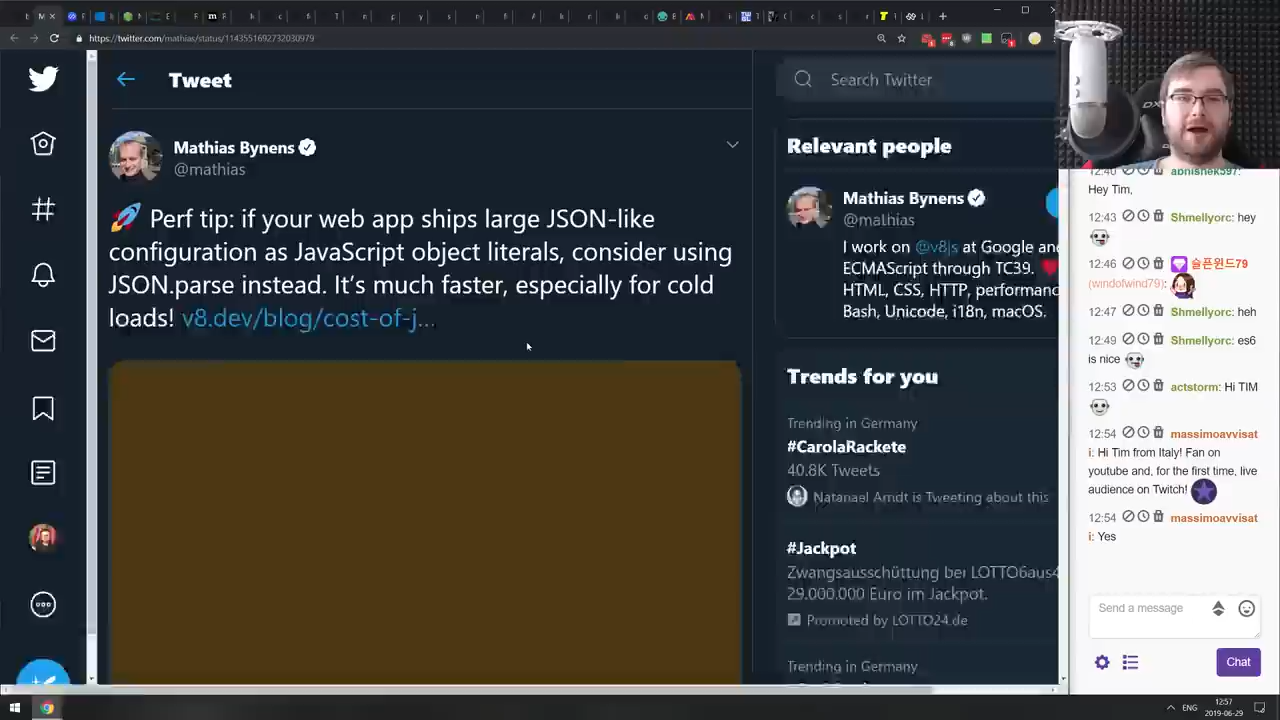 https://twitter.com/mathias/status/1143551692732030979
Tweet
Search Twitter
Mathias Bynens
@mathias
🚀 Perf tip: if your web app ships large JSON-like
configuration as JavaScript object literals, consider using
JSON.parse instead. It’s much faster, especially for cold
loads! v8.dev/blog/cost-of-j…
Relevant people
Mathias Bynens
@mathias
I work on @v8js at Google and
ECMAScript through TC39. ❤
HTML, CSS, HTTP, performance
Bash, Unicode, i18n, macOS.
Trends for you
Trending in Germany
#CarolaRackete
40.8K Tweets
Natanael Arndt is Tweeting about this
#Jackpot
Zwangsausschüttung bei LOTTO6aus4
29.000.000 Euro im Jackpot.
Promoted by LOTTO24.de
Trending in Germany
12:40 abhishek597:
Hey Tim,
12:43 Shmellyorc: hey
12:46 슬픈윈드79
(windofwind79):
12:47 Shmellyorc: heh
12:49 Shmellyorc: es6
is nice
12:53 actstorm: Hi TIM
12:54 massimoavvisat
i: Hi Tim from Italy! Fan on
youtube and, for the first time, live
audience on Twitch!
12:54 massimoavvisat
i: Yes
Send a message
Chat
ENG
12:57
2019-06-29